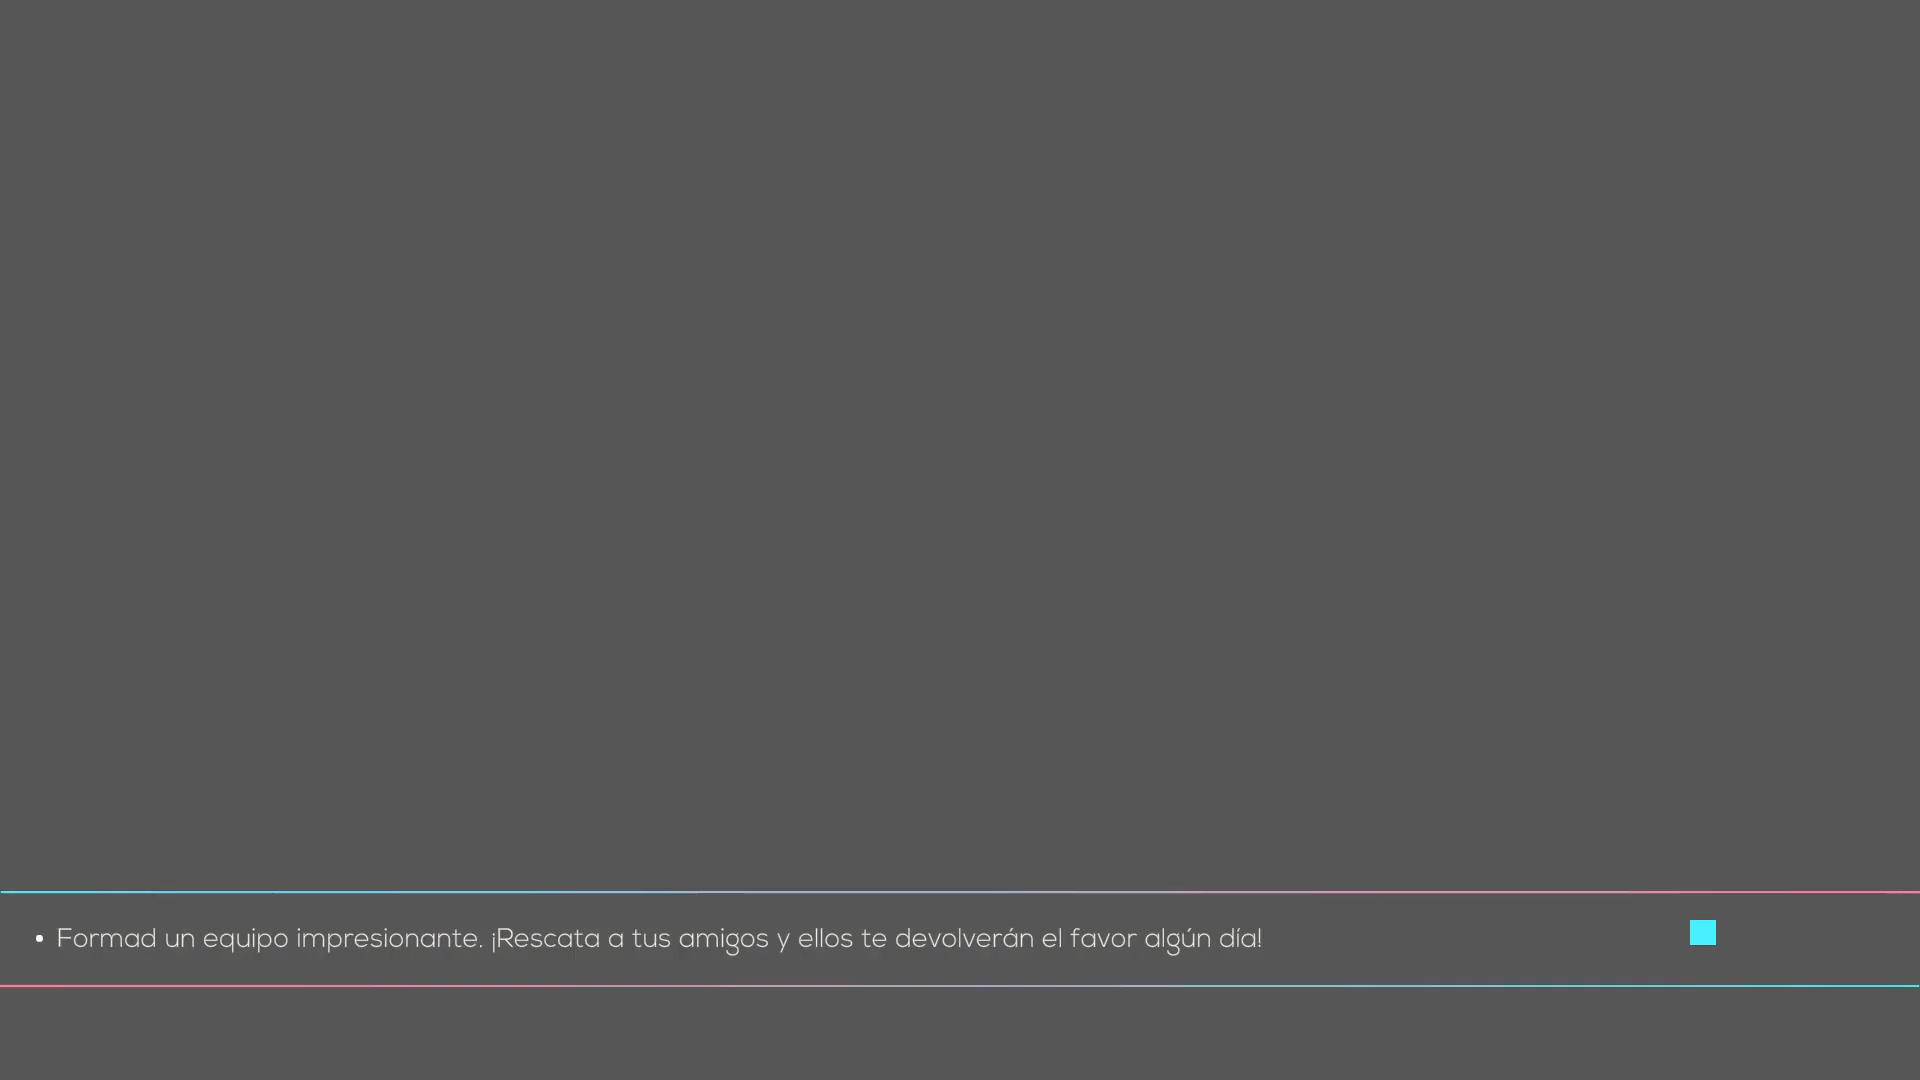 • Formad un equipo impresionante. ¡Rescata a tus amigos y ellos te devolverán el favor algún día!